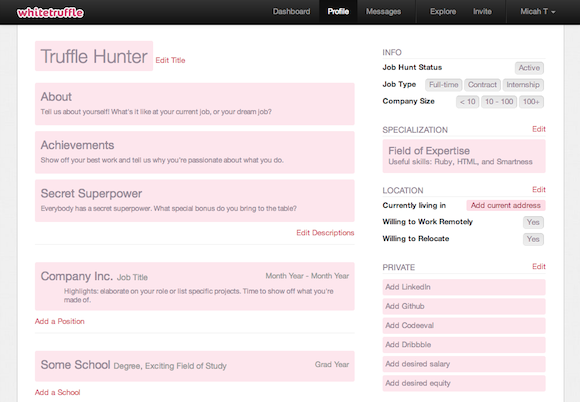 whitetruffle
Dashboard Profile Messages Explore Invite Micah T
Truffle Hunter Edit Title
About
Tell us about yourself! What's it like at your current job, or your dream job?
Achievements
Show off your best work and tell us why you're passionate about what you do.
Secret Superpower
Everybody has a secret superpower. What special bonus do you bring to the table?
Edit Descriptions
Company Inc. Job Title Month Year - Month Year
Highlights: elaborate on your role or list specific projects. Time to show off what you're
made of.
Add a Position
Some School Degree, Exciting Field of Study Grad Year
Add a School
INFO
Job Hunt Status Active
Job Type Full-time Contract Internship
Company Size < 10 10 - 100 100+
SPECIALIZATION Edit
Field of Expertise
Useful skills: Ruby, HTML, and Smartness
LOCATION Edit
Currently living in Add current address
Willing to Work Remotely Yes
Willing to Relocate Yes
PRIVATE Edit
Add LinkedIn
Add Github
Add Codeeval
Add Dribbble
Add desired salary
Add desired equity